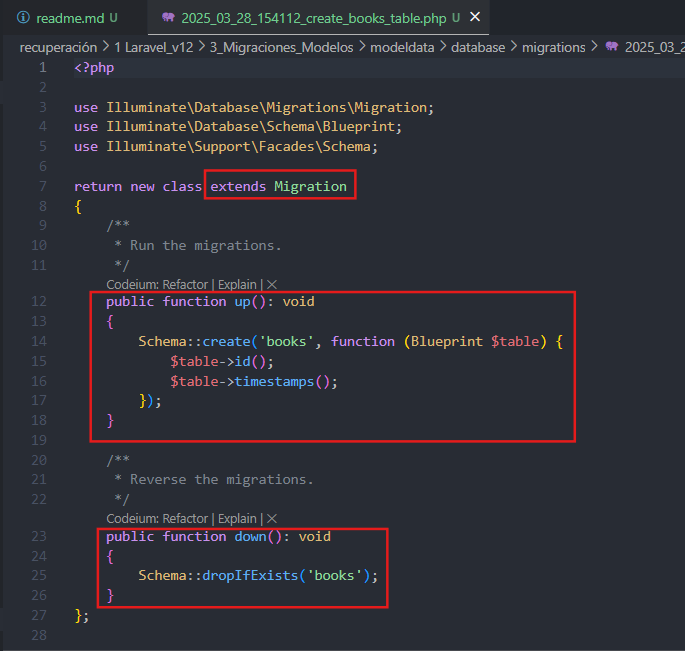 readme.md U
2025_03_28_154112_create_books_table.php U
recuperación > 1 Laravel_v12 > 3_Migraciones_Modelos > modeldata > database > migrations > 2025_03_2
1 <?php
2
3 use Illuminate\Database\Migrations\Migration;
4 use Illuminate\Database\Schema\Blueprint;
5 use Illuminate\Support\Facades\Schema;
6
7 return new class extends Migration
8 {
9 /**
10 * Run the migrations.
11 */
Codeium: Refactor | Explain | X
12 public function up(): void
13 {
14 Schema::create('books', function (Blueprint $table) {
15 $table->id();
16 $table->timestamps();
17 });
18 }
19
20 /**
21 * Reverse the migrations.
22 */
Codeium: Refactor | Explain | X
23 public function down(): void
24 {
25 Schema::dropIfExists('books');
26 }
27 };
28